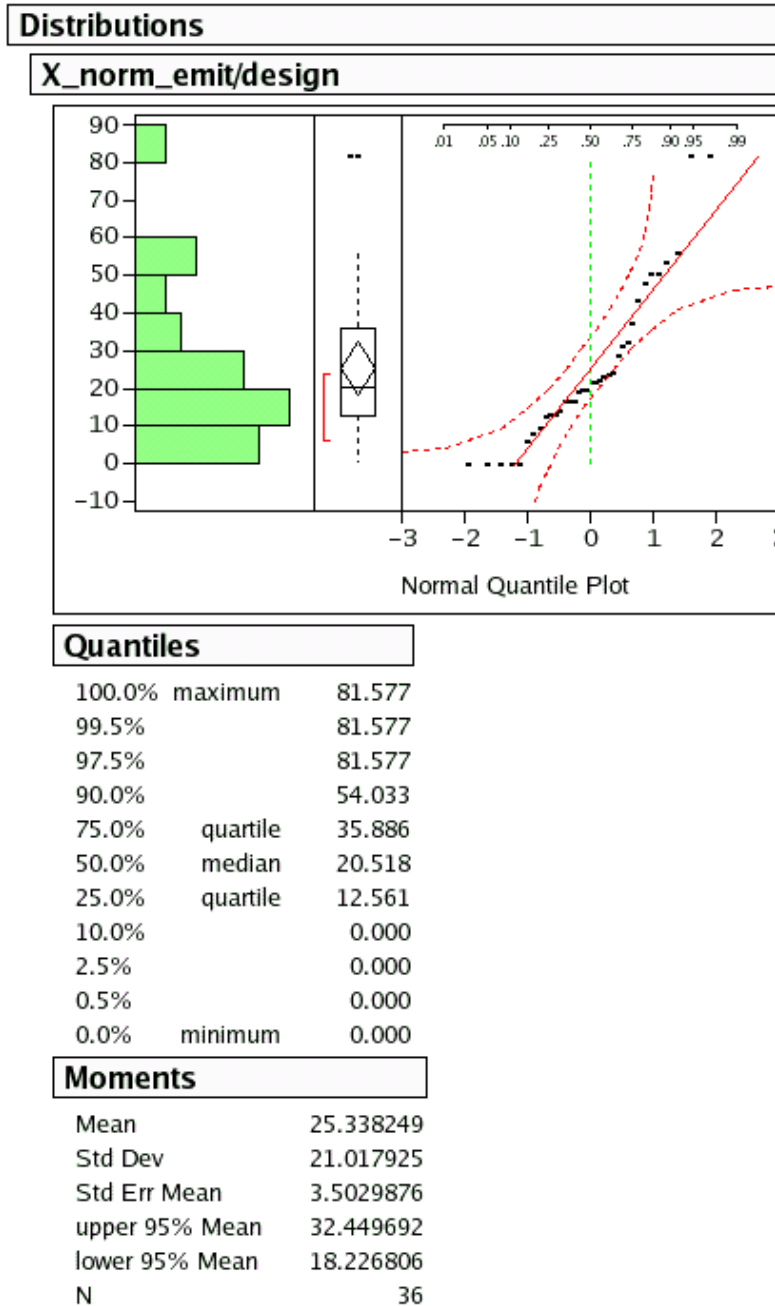 Distributions
X_norm_emit/design
90
80
70
60
50
40
30
20
10
0
-10
.01 .05 .10 .25 .50 .75 .90 .95 .99
-3 -2 -1 0 1 2
Normal Quantile Plot
Quantiles
100.0% maximum 81.577
99.5% 81.577
97.5% 81.577
90.0% 54.033
75.0% quartile 35.886
50.0% median 20.518
25.0% quartile 12.561
10.0% 0.000
2.5% 0.000
0.5% 0.000
0.0% minimum 0.000
Moments
Mean 25.338249
Std Dev 21.017925
Std Err Mean 3.5029876
upper 95% Mean 32.449692
lower 95% Mean 18.226806
N 36